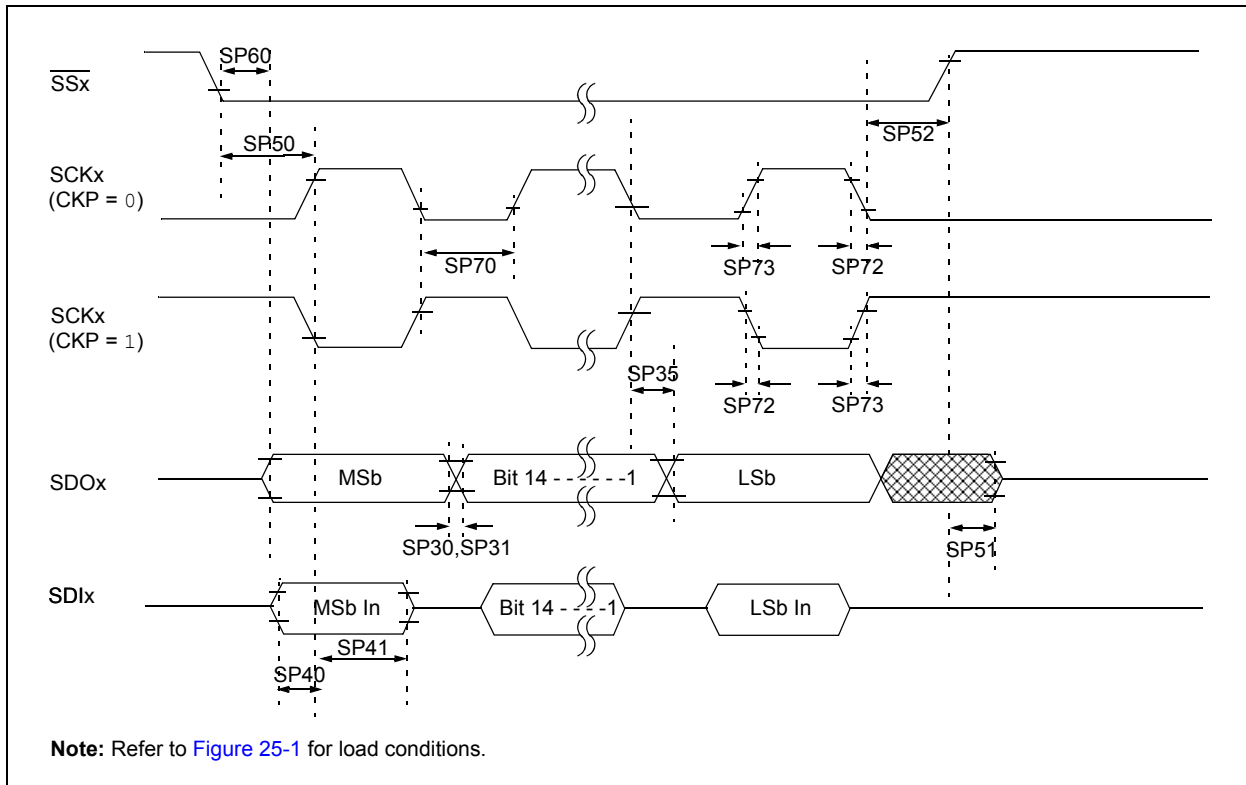 SP60
SSx
SP50
SP52
SCKx
(CKP = 0)
SP70
SP73
SP72
SCKx
(CKP = 1)
SP35
SP72
SP73
SDOx
MSb
Bit 14 - - - - - -1
LSb
SP30,SP31
SP51
SDIx
MSb In
Bit 14 - - - -1
LSb In
SP41
SP40
Note: Refer to Figure 25-1 for load conditions.